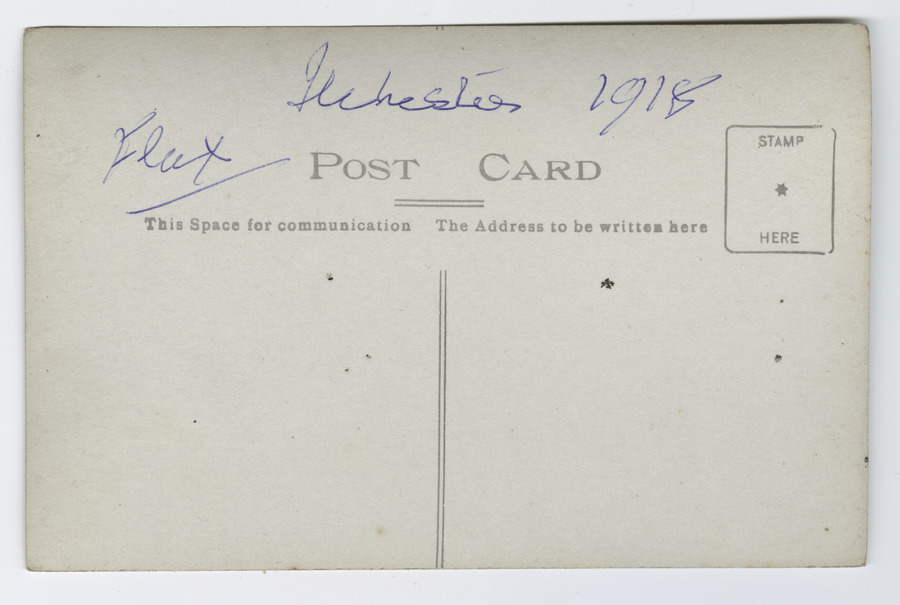 Ilchester 1918
Flax
POST CARD
This Space for communication The Address to be written here
STAMP
HERE